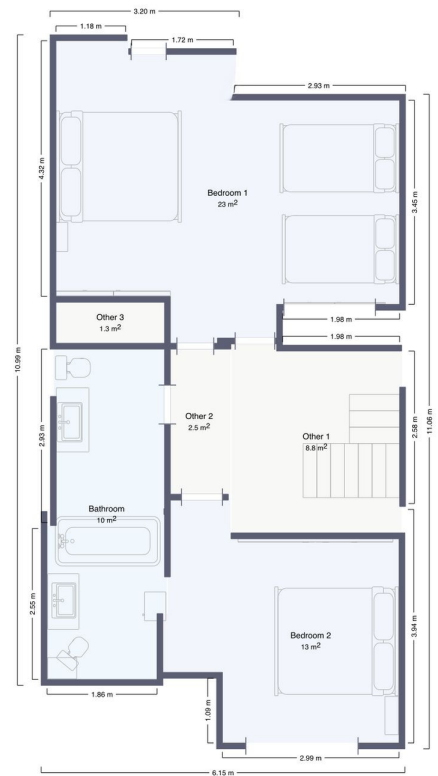 3.20 m
1.18 m
1.72 m
2.93 m
4.32 m
Bedroom 1
23 m²
3.45 m
Other 3
1.3 m²
1.98 m
1.98 m
10.99 m
11.06 m
2.93 m
Other 2
2.5 m²
Other 1
8.8 m²
2.58 m
Bathroom
10 m²
2.55 m
3.94 m
Bedroom 2
13 m²
1.86 m
1.09 m
2.99 m
6.15 m